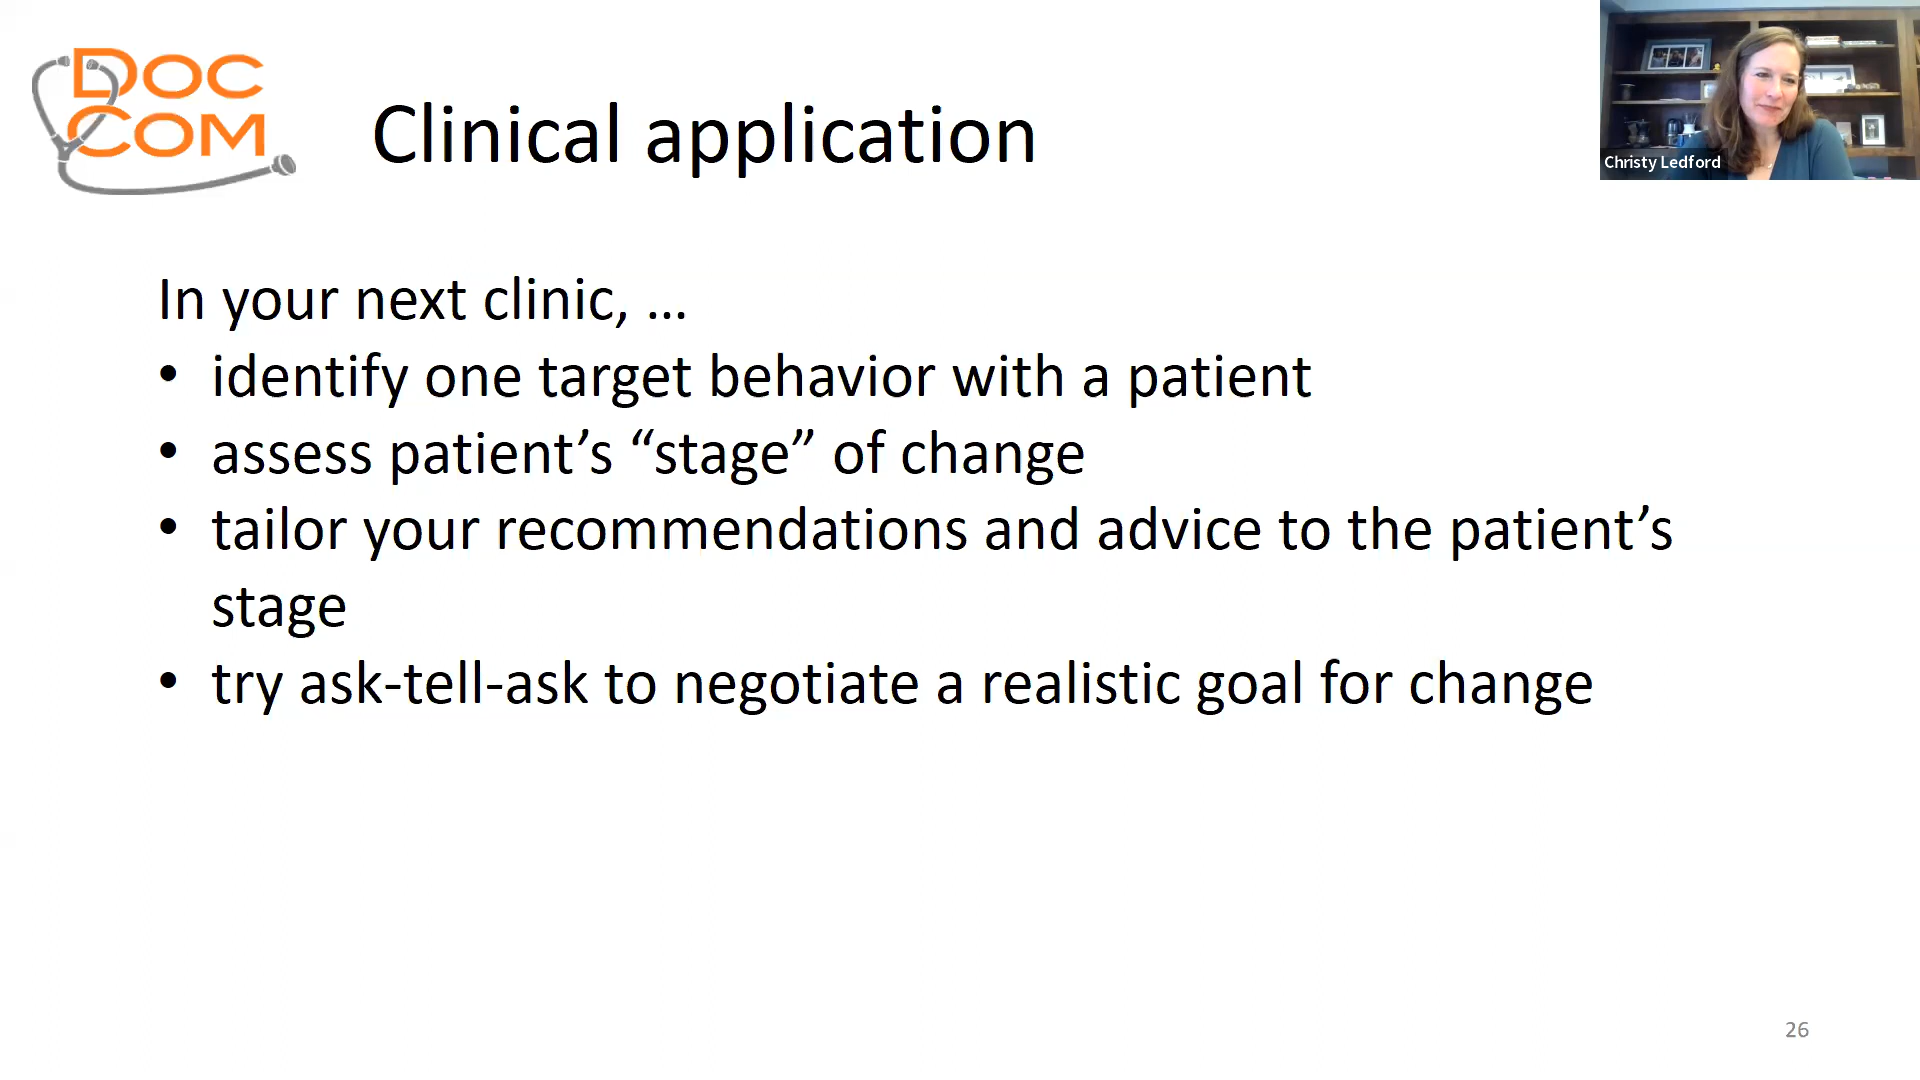 DOC
COM
Clinical application
Christy Ledford
In your next clinic, ...
• identify one target behavior with a patient
• assess patient’s “stage” of change
• tailor your recommendations and advice to the patient’s
stage
• try ask-tell-ask to negotiate a realistic goal for change
26